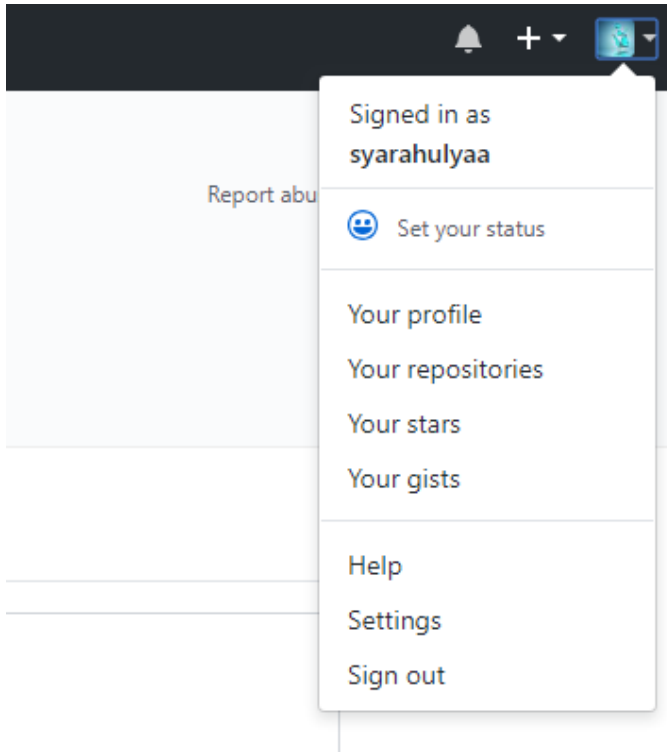 Signed in as
syarahulyaa
Report abu
Set your status
Your profile
Your repositories
Your stars
Your gists
Help
Settings
Sign out